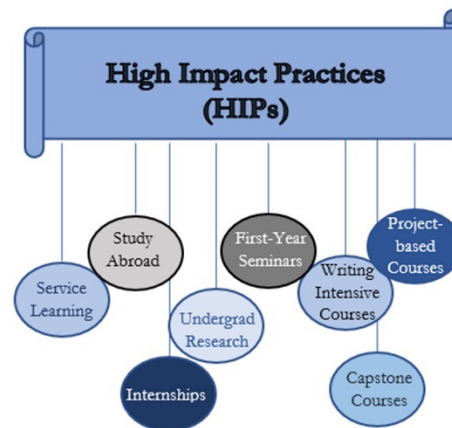 High Impact Practices
(HIPs)
Study
Abroad
First-Year
Seminars
Project-
based
Courses
Service
Learning
Undergrad
Research
Writing
Intensive
Courses
Internships
Capstone
Courses